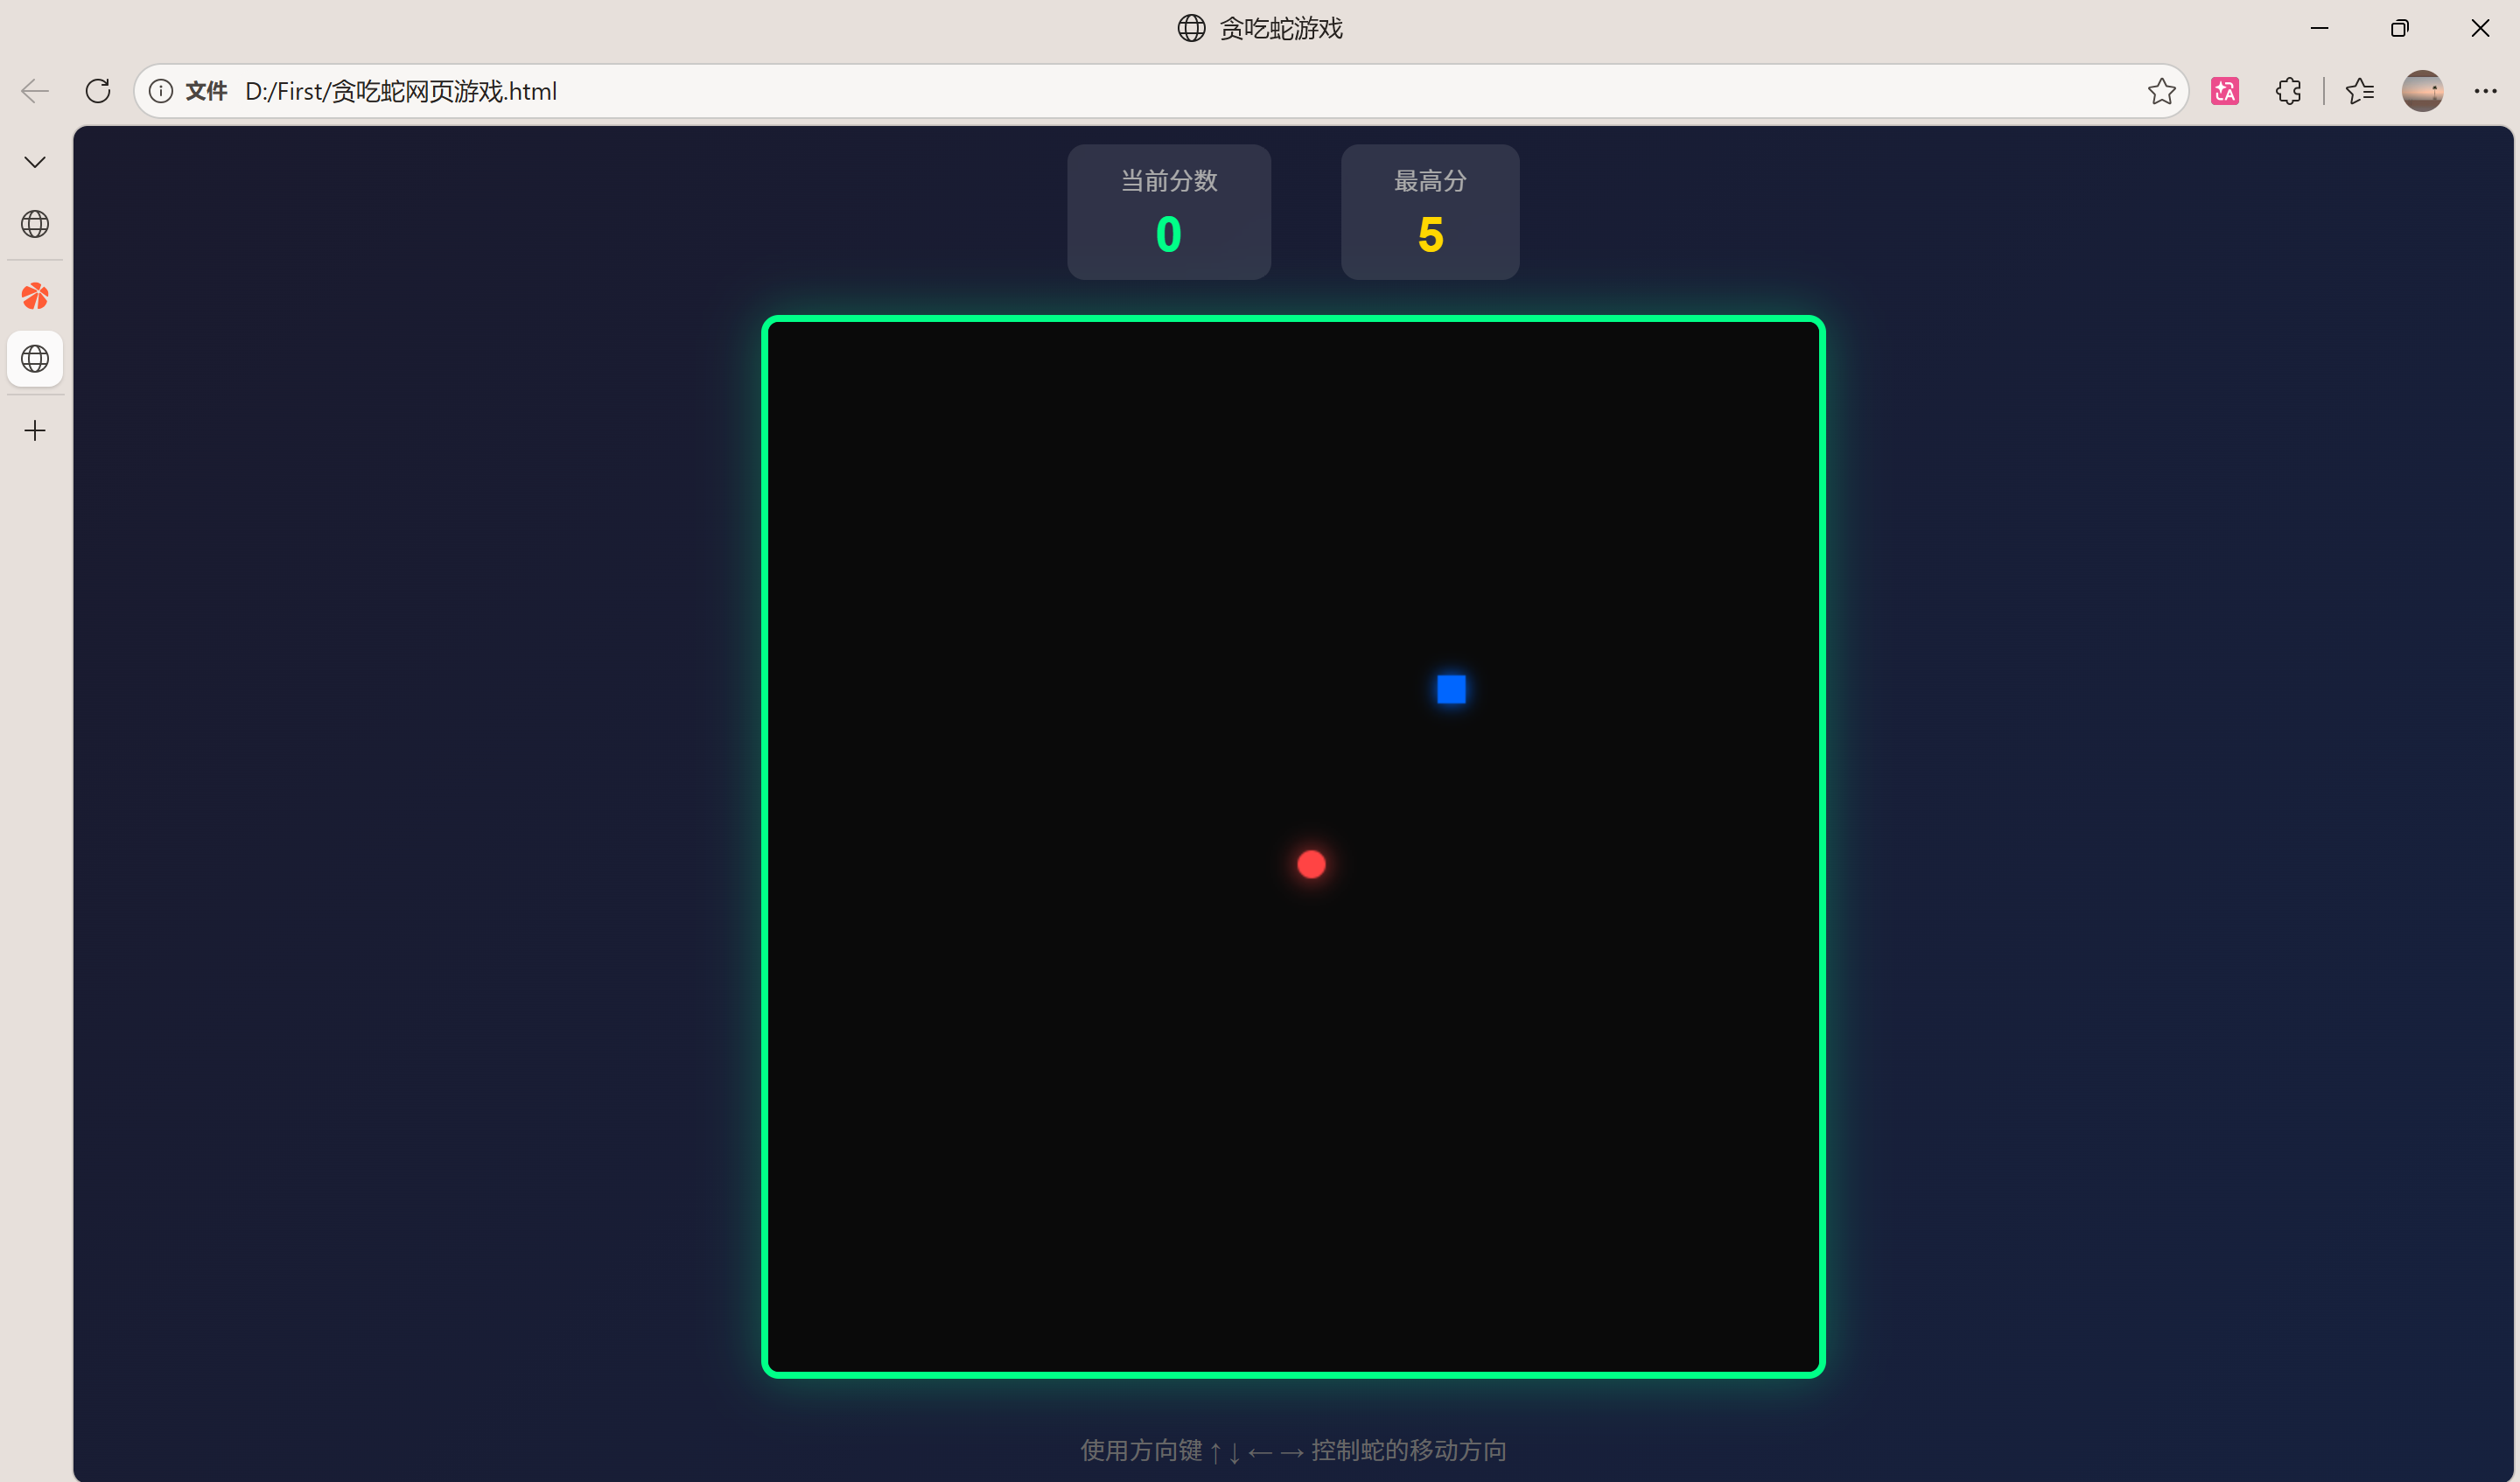 贪吃蛇游戏
文件 D:/First/贪吃蛇网页游戏.html
当前分数
0
最高分
5
使用方向键 ↑ ↓ ← → 控制蛇的移动方向